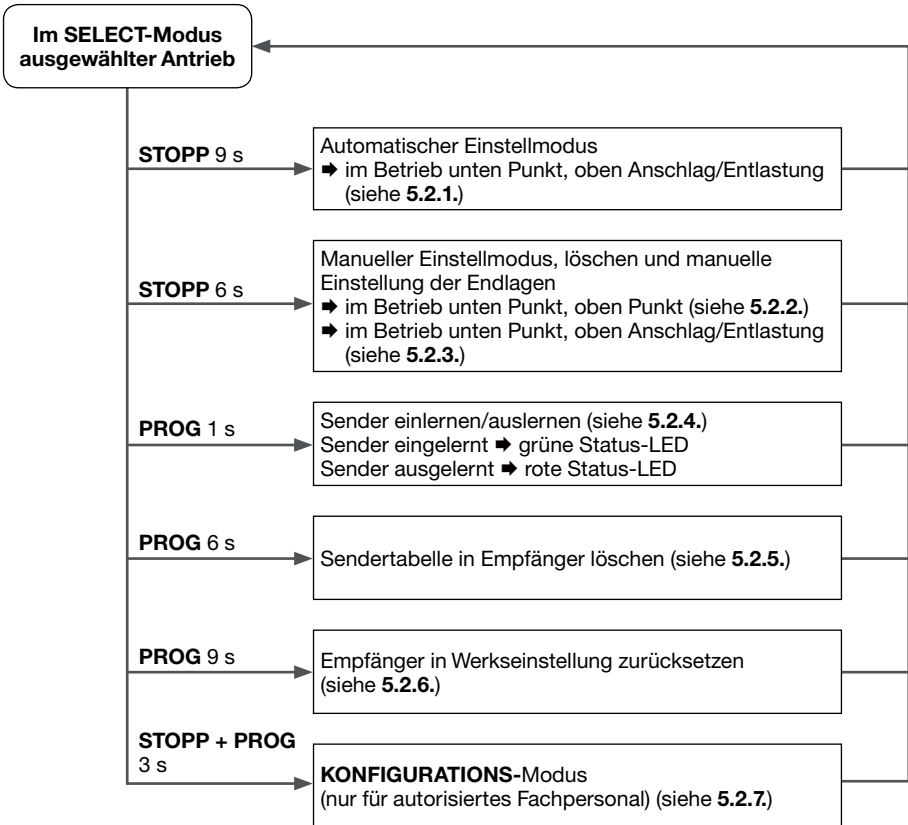 Im SELECT-Modus
ausgewählter Antrieb
STOPP 9 s
Automatischer Einstellmodus
➡ im Betrieb unten Punkt, oben Anschlag/Entlastung
(siehe 5.2.1.)
STOPP 6 s
Manueller Einstellmodus, löschen und manuelle
Einstellung der Endlagen
➡ im Betrieb unten Punkt, oben Punkt (siehe 5.2.2.)
➡ im Betrieb unten Punkt, oben Anschlag/Entlastung
(siehe 5.2.3.)
PROG 1 s
Sender einlernen/auslernen (siehe 5.2.4.)
Sender eingelernt ➡ grüne Status-LED
Sender ausgelernt ➡ rote Status-LED
PROG 6 s
Sendertabelle in Empfänger löschen (siehe 5.2.5.)
PROG 9 s
Empfänger in Werkseinstellung zurücksetzen
(siehe 5.2.6.)
STOPP + PROG
3 s
KONFIGURATIONS-Modus
(nur für autorisiertes Fachpersonal) (siehe 5.2.7.)